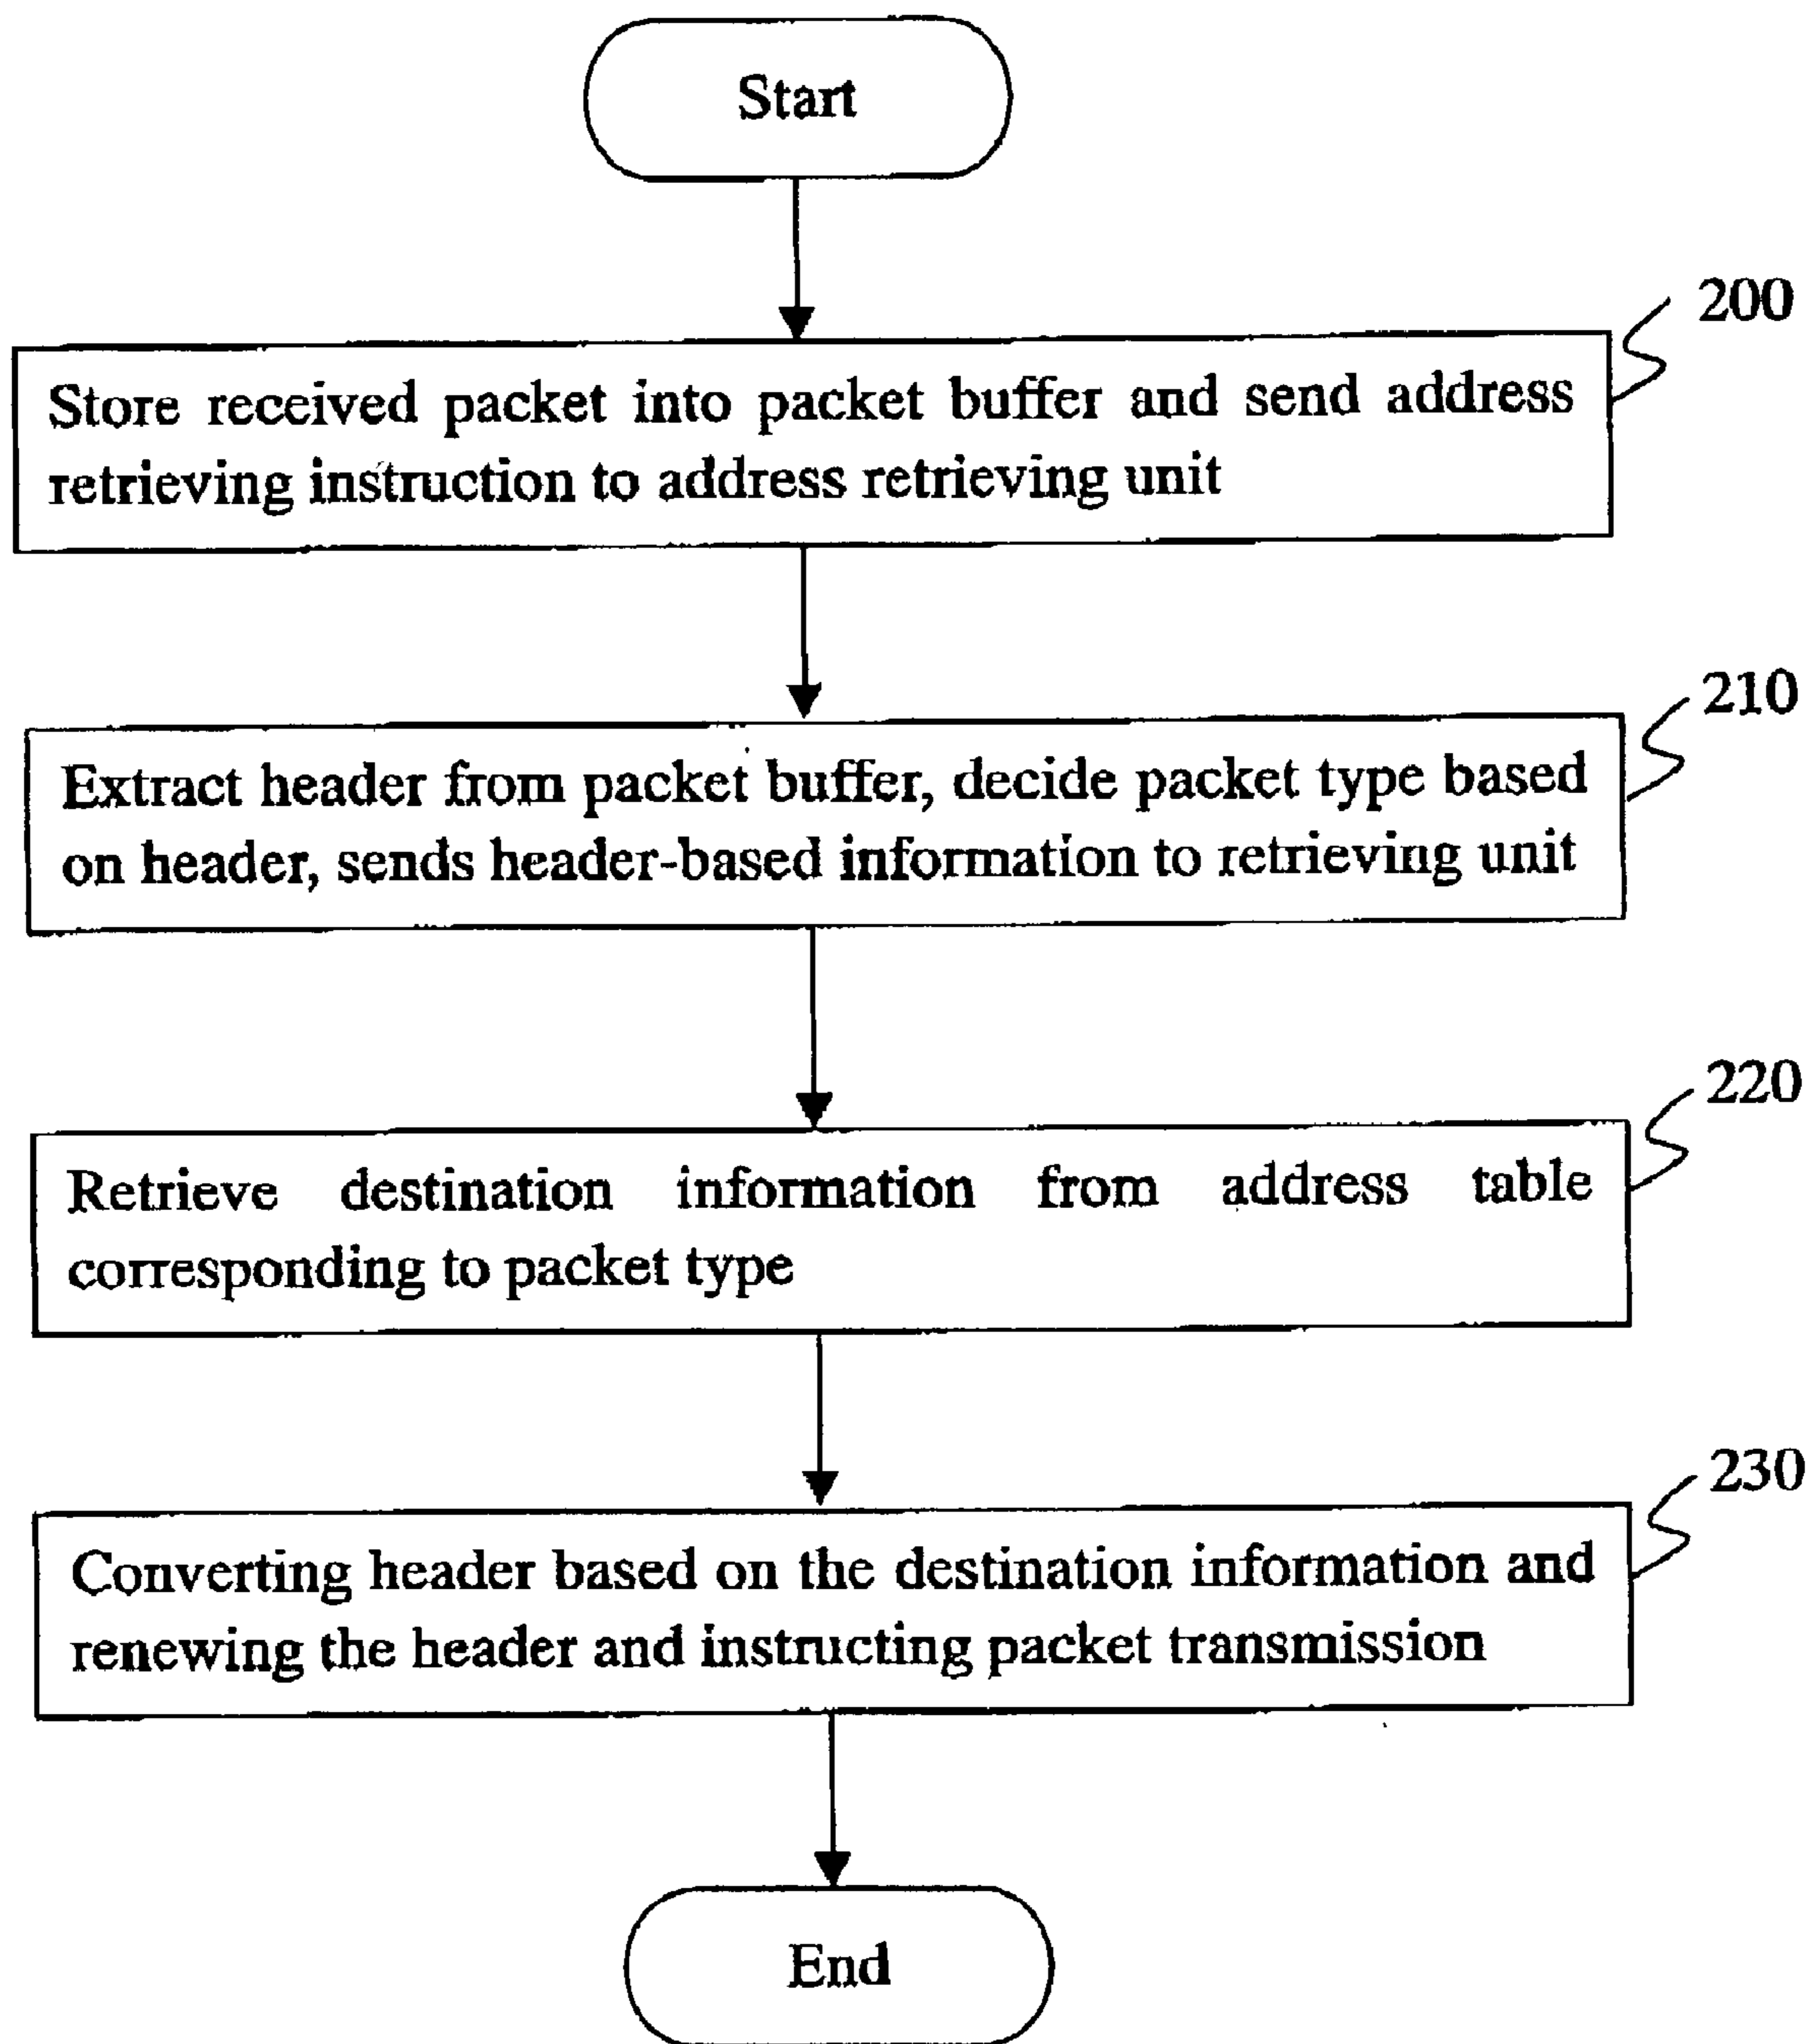 Start
200
Store received packet into packet buffer and send address
retrieving instruction to address retrieving unit
210
Extract header from packet buffer, decide packet type based
on header, sends header-based information to retrieving unit
220
Retrieve destination information from address table
corresponding to packet type
230
Converting header based on the destination information and
renewing the header and instructing packet transmission
End